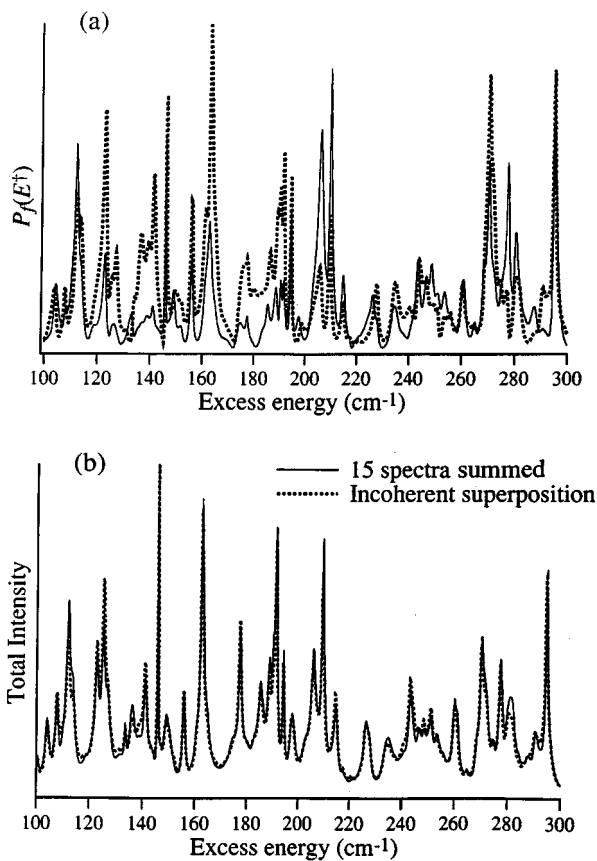 (a)
P_f(E†)
100 120 140 160 180 200 220 240 260 280 300
Excess energy (cm⁻¹)
(b)
15 spectra summed
Incoherent superposition
Total Intensity
100 120 140 160 180 200 220 240 260 280 300
Excess energy (cm⁻¹)